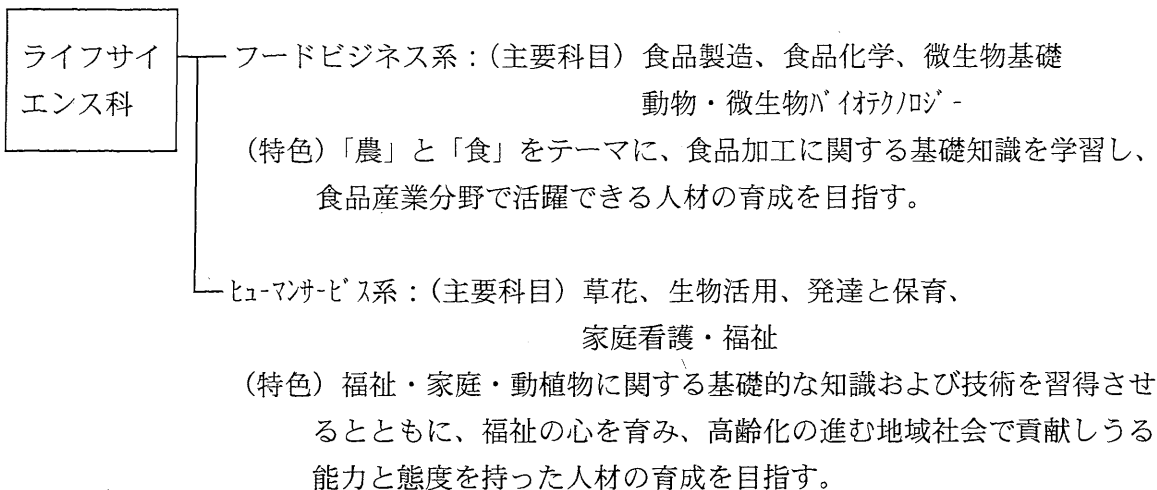 ライフサイエンス科
フードビジネス系：（主要科目）食品製造、食品化学、微生物基礎
動物・微生物ﾊﾞｲｵﾃｸﾉﾛｼﾞｰ
（特色）「農」と「食」をテーマに、食品加工に関する基礎知識を学習し、
食品産業分野で活躍できる人材の育成を目指す。
ﾋｭｰﾏﾝｻｰﾋﾞｽ系：（主要科目）草花、生物活用、発達と保育、
家庭看護・福祉
（特色）福祉・家庭・動植物に関する基礎的な知識および技術を習得させ
るとともに、福祉の心を育み、高齢化の進む地域社会で貢献しうる
能力と態度を持った人材の育成を目指す。